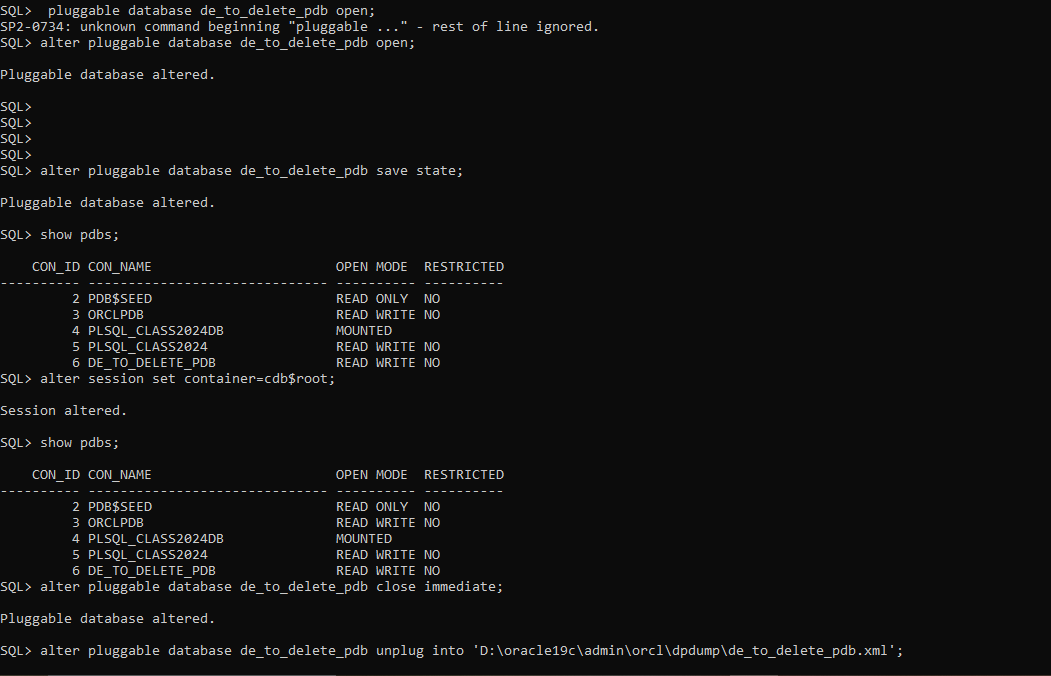 SQL>  pluggable database de_to_delete_pdb open;
SP2-0734: unknown command beginning "pluggable ..." - rest of line ignored.
SQL> alter pluggable database de_to_delete_pdb open;
Pluggable database altered.
SQL>
SQL>
SQL>
SQL>
SQL> alter pluggable database de_to_delete_pdb save state;
Pluggable database altered.
SQL> show pdbs;
    CON_ID CON_NAME                       OPEN MODE  RESTRICTED
---------- ------------------------------ ---------- ----------
         2 PDB$SEED                       READ ONLY  NO
         3 ORCLPDB                        READ WRITE NO
         4 PLSQL_CLASS2024DB              MOUNTED
         5 PLSQL_CLASS2024                READ WRITE NO
         6 DE_TO_DELETE_PDB               READ WRITE NO
SQL> alter session set container=cdb$root;
Session altered.
SQL> show pdbs;
    CON_ID CON_NAME                       OPEN MODE  RESTRICTED
---------- ------------------------------ ---------- ----------
         2 PDB$SEED                       READ ONLY  NO
         3 ORCLPDB                        READ WRITE NO
         4 PLSQL_CLASS2024DB              MOUNTED
         5 PLSQL_CLASS2024                READ WRITE NO
         6 DE_TO_DELETE_PDB               READ WRITE NO
SQL> alter pluggable database de_to_delete_pdb close immediate;
Pluggable database altered.
SQL> alter pluggable database de_to_delete_pdb unplug into 'D:\oracle19c\admin\orcl\dpdump\de_to_delete_pdb.xml';